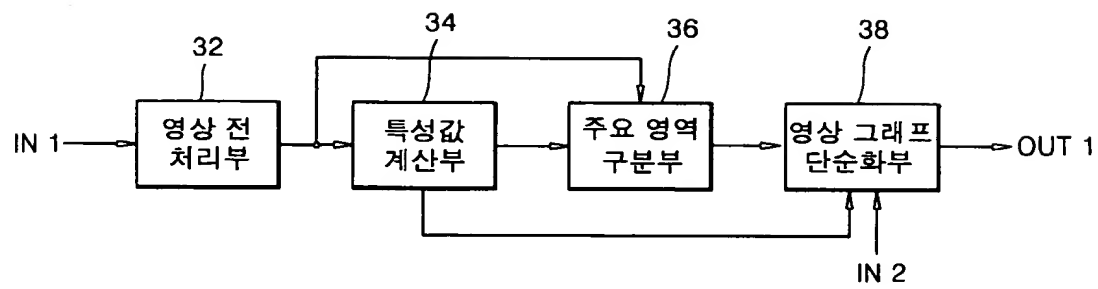 32
34
36
38
IN 1
영상 전
처리부
특성값
계산부
주요 영역
구분부
영상 그래프
단순화부
OUT 1
IN 2